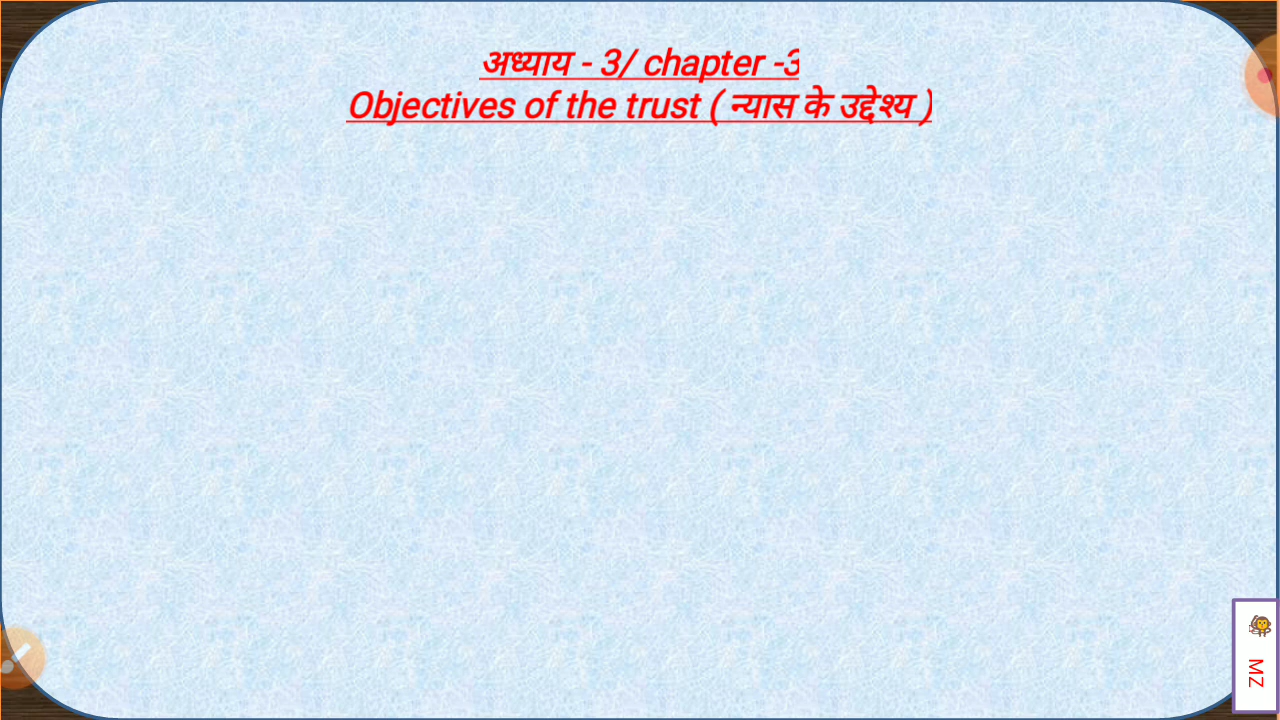 अध्याय - 3/ chapter -3
Objectives of the trust ( न्यास के उद्देश्य )
MZ